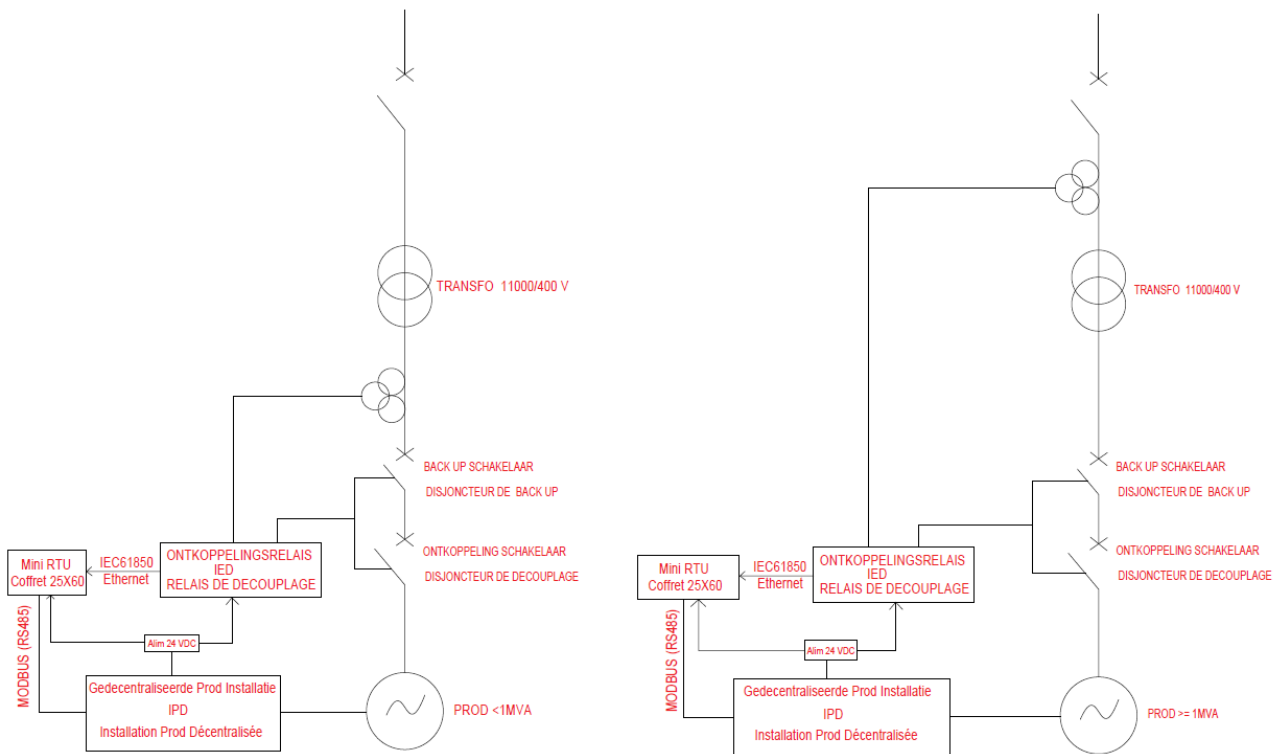 TRANSFO 11000/400 V
BACK UP SCHAKELAAR
DISJONCTEUR DE BACK UP
ONTKOPPELING SCHAKELAAR
DISJONCTEUR DE DECOUPLAGE
Mini RTU
Coffret 25X60
IEC61850
Ethernet
ONTKOPPELINGSRELAIS
IED
RELAIS DE DECOUPLAGE
MODBUS (RS485)
Alim 24 VDC
Gedecentraliseerde Prod Installatie
IPD
Installation Prod Décentralisée
PROD <1MVA
TRANSFO 11000/400 V
BACK UP SCHAKELAAR
DISJONCTEUR DE BACK UP
ONTKOPPELING SCHAKELAAR
DISJONCTEUR DE DECOUPLAGE
Mini RTU
Coffret 25X60
IEC61850
Ethernet
ONTKOPPELINGSRELAIS
IED
RELAIS DE DECOUPLAGE
MODBUS (RS485)
Alim 24 VDC
Gedecentraliseerde Prod Installatie
IPD
Installation Prod Décentralisée
PROD >= 1MVA